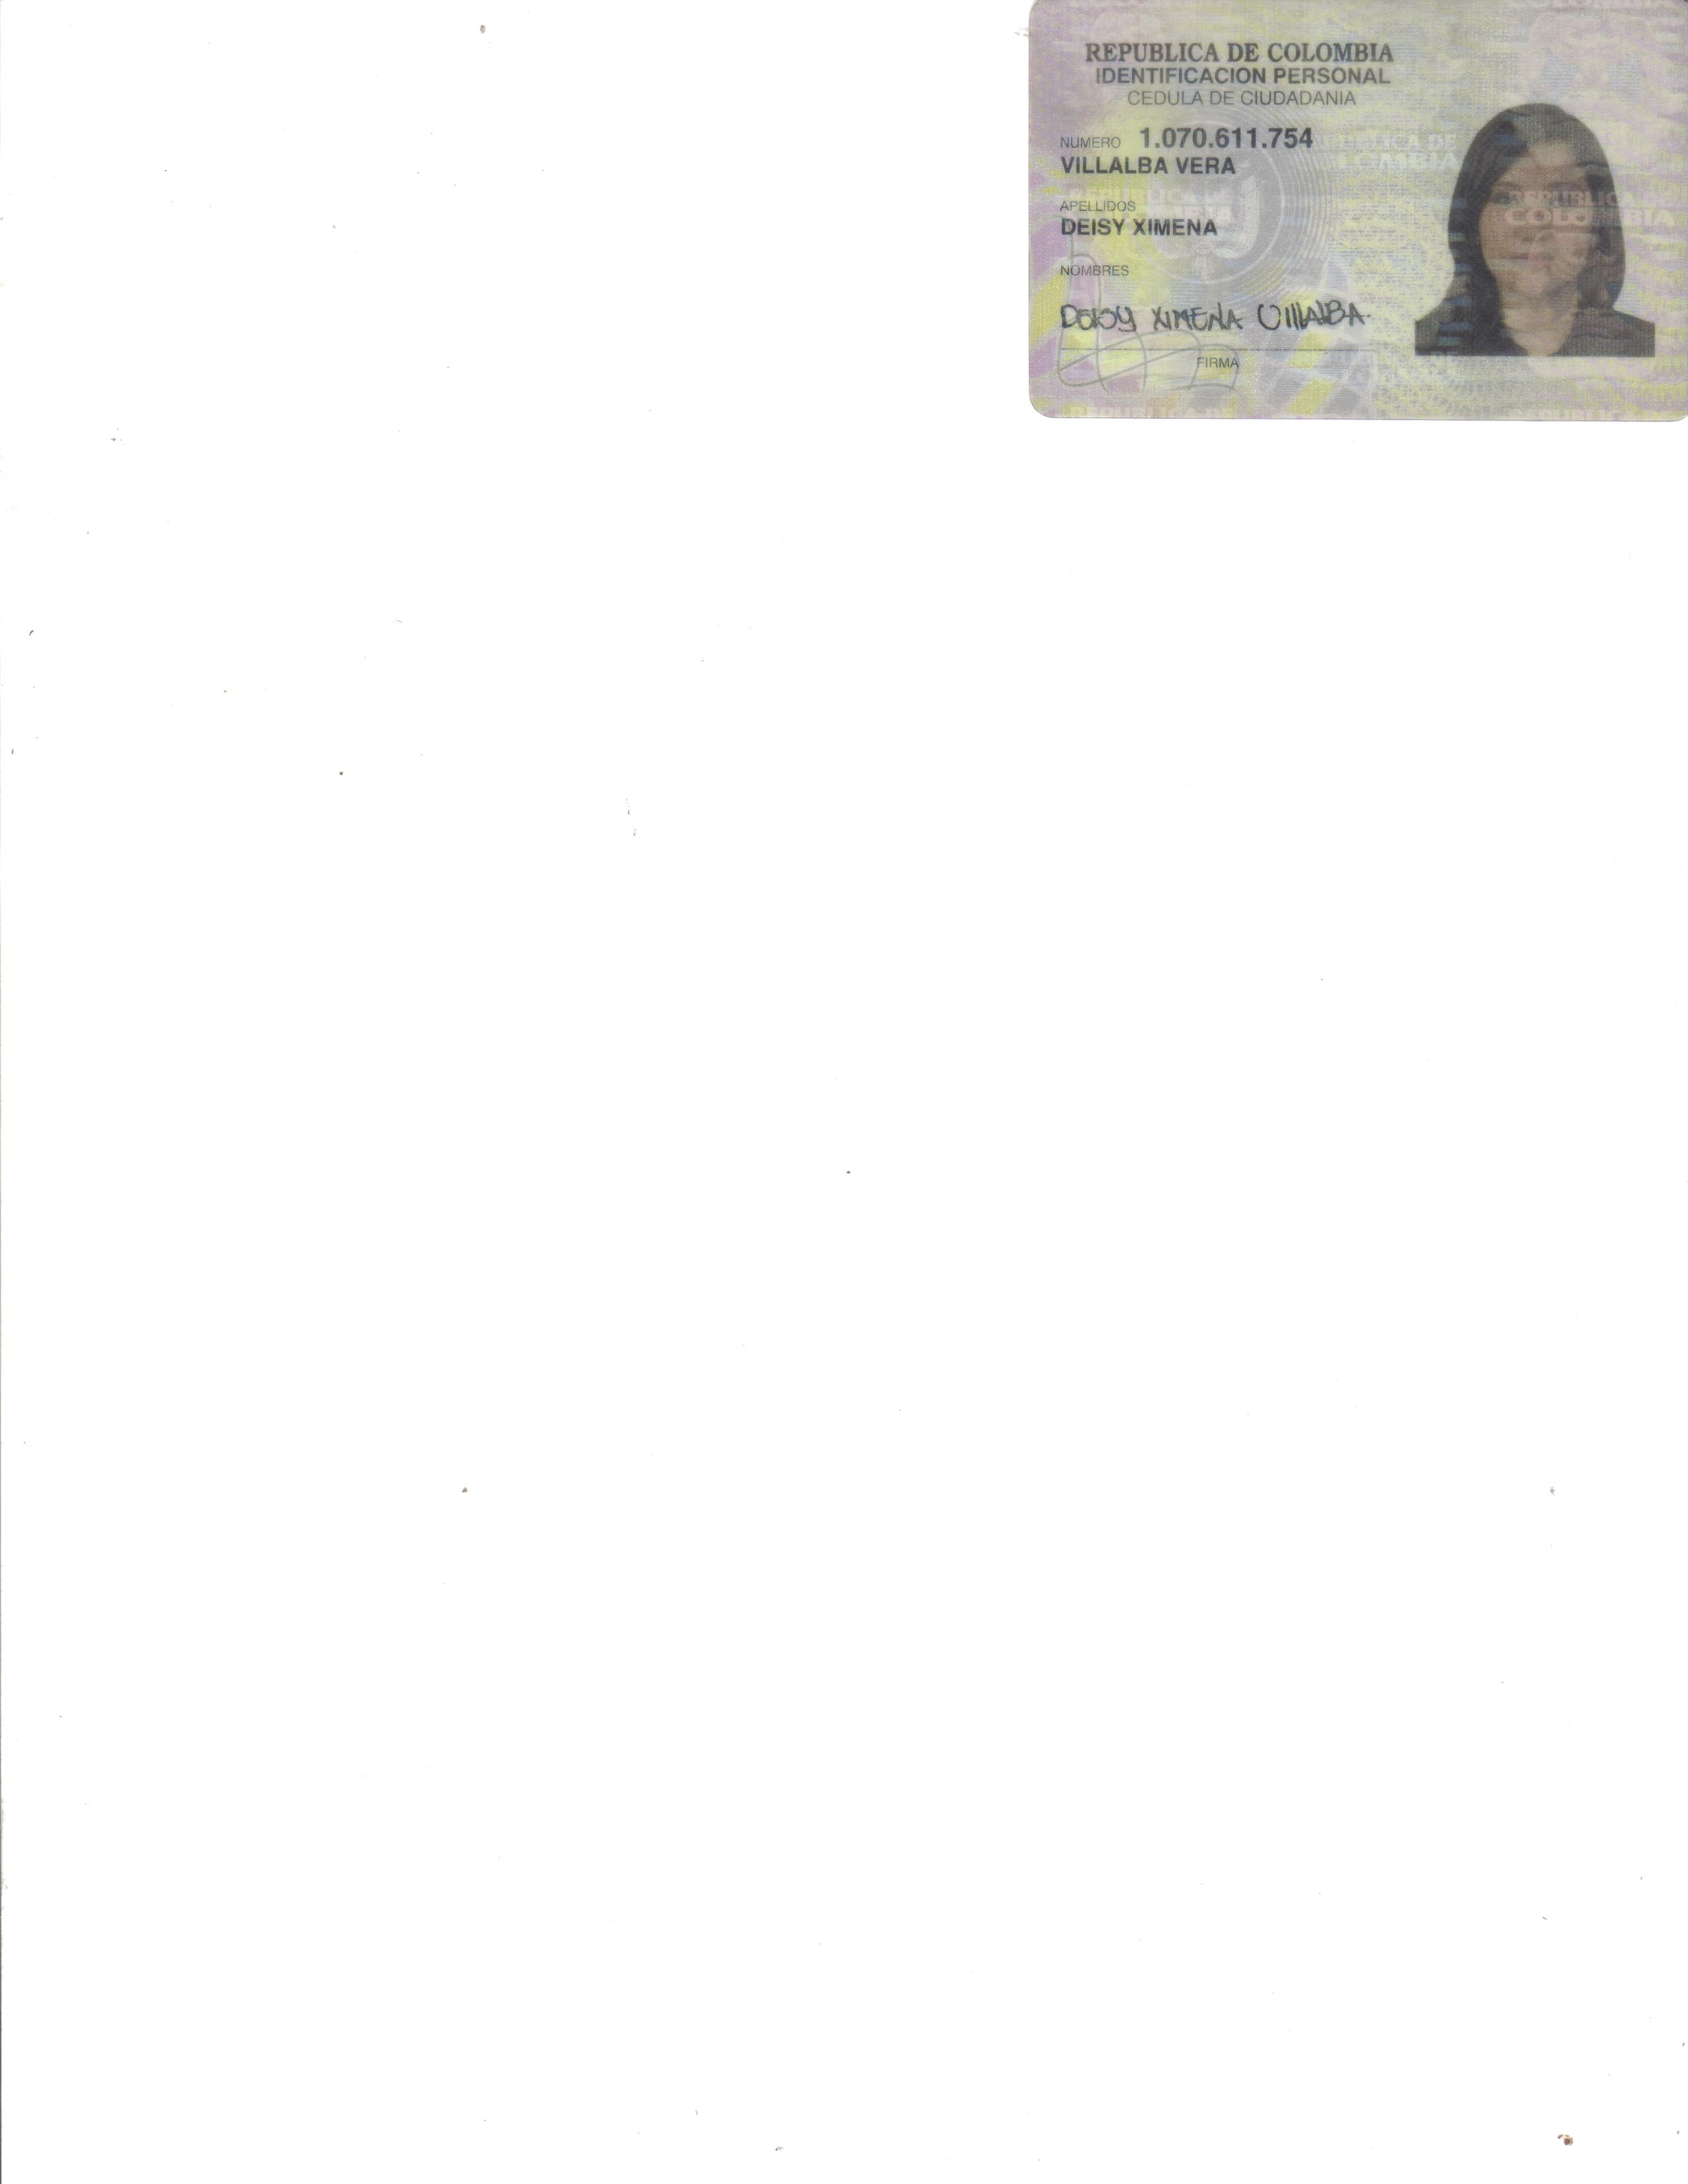 REPUBLICA DE COLOMBIA
IDENTIFICACION PERSONAL
CEDULA DE CIUDADANIA
NUMERO 1.070.611.754
VILLALBA VERA
APELLIDOS
DEISY XIMENA
NOMBRES
DEISY XIMENA VILLALBA
FIRMA
REPUBLICA DE
COLOMBIA